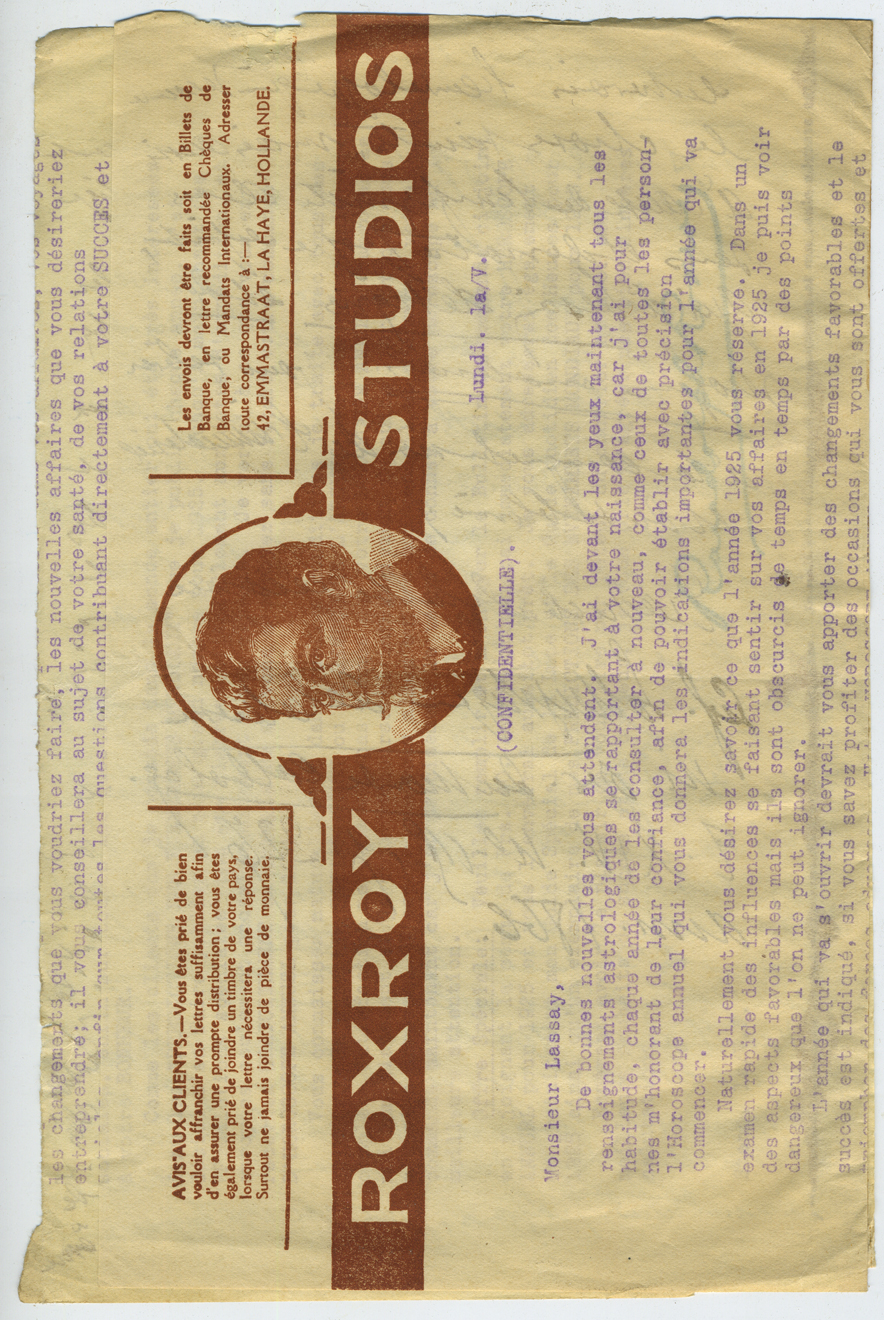 les changements que vous voudriez faire, les nouvelles affaires que vous désireriez
entreprendre; il vous conseillera au sujet de votre santé, de vos relations
questions contribuant directement à votre SUCCES et
AVIS AUX CLIENTS.—Vous êtes prié de bien
vouloir affranchir vos lettres suffisamment afin
d'en assurer une prompte distribution; vous êtes
également prié de joindre un timbre de votre pays,
lorsque votre lettre nécessitera une réponse.
Surtout ne jamais joindre de pièce de monnaie.
Les envois devront être faits soit en Billets de
Banque, en lettre recommandée Chèques de
Banque, ou Mandats Internationaux. Adresser
toute correspondance à :—
42, EMMASTRAAT, LA HAYE, HOLLANDE.
ROXROY STUDIOS
Lundi. 1a/V.
(CONFIDENTIELLE).
Monsieur Lassay,
De bonnes nouvelles vous attendent. J'ai devant les yeux maintenant tous les
renseignements astrologiques se rapportant à votre naissance, car j'ai pour
habitude, chaque année de les consulter à nouveau, comme ceux de toutes les person-
nes m'honorant de leur confiance, afin de pouvoir établir avec précision
l'Horoscope annuel qui vous donnera les indications importantes pour l'année qui va
commencer.
Naturellement vous désirez savoir ce que l'année 1925 vous réserve. Dans un
examen rapide des influences se faisant sentir sur vos affaires en 1925 je puis voir
des aspects favorables mais ils sont obscurcis de temps en temps par des points
dangereux que l'on ne peut ignorer.
L'année qui va s'ouvrir devrait vous apporter des changements favorables et le
succès est indiqué, si vous savez profiter des occasions qui vous sont offertes et